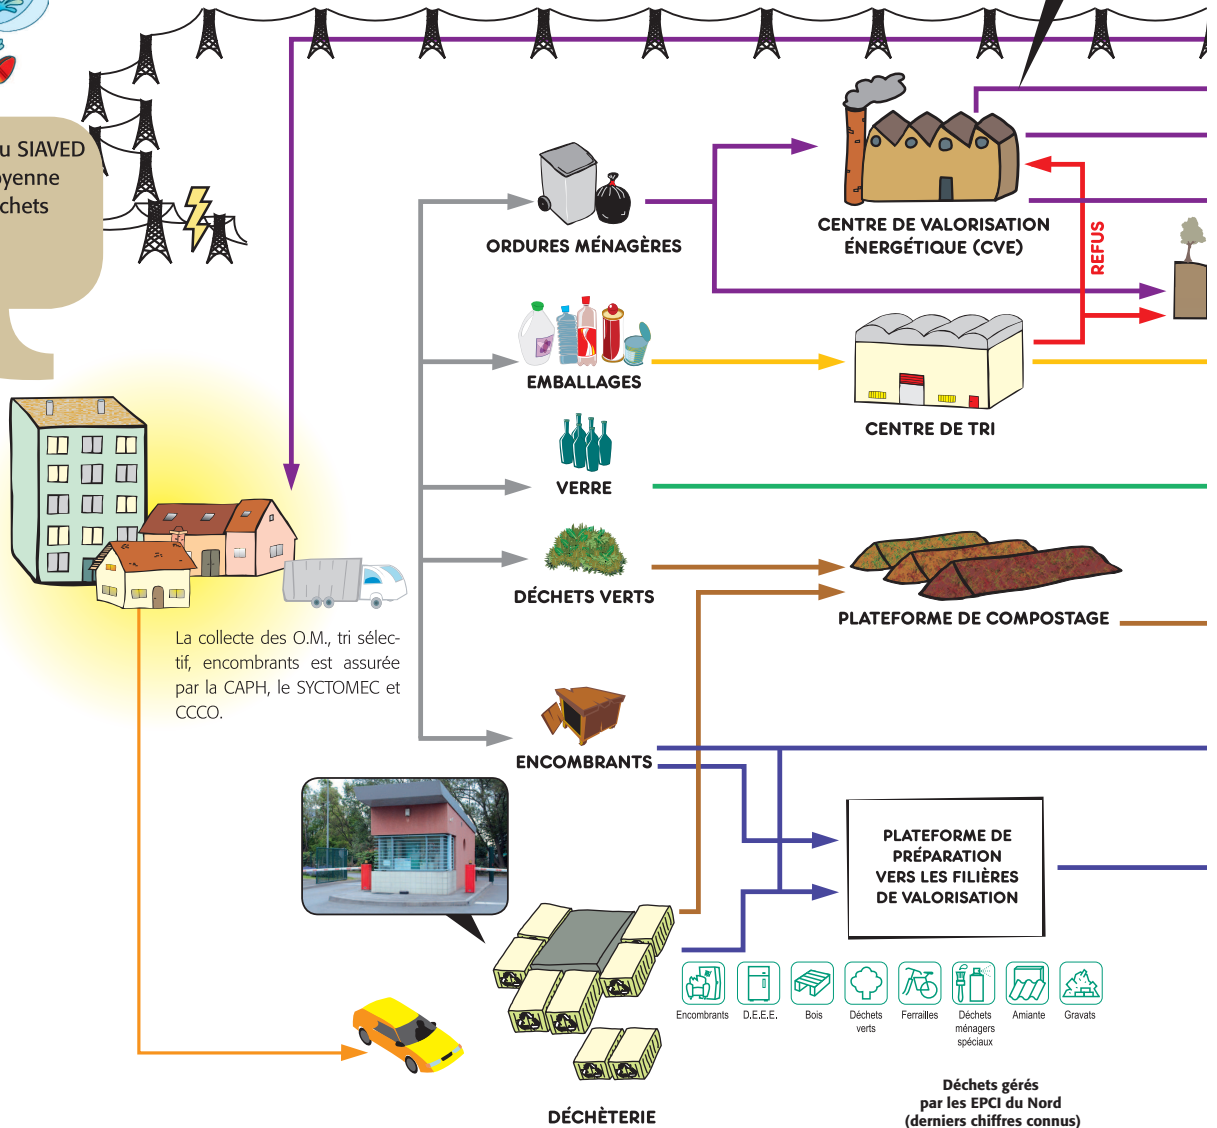 u SIAVED
yenne
chets
ORDURES MÉNAGÈRES
CENTRE DE VALORISATION
ÉNERGÉTIQUE (CVE)
REFUS
EMBALLAGES
CENTRE DE TRI
VERRE
DÉCHETS VERTS
PLATEFORME DE COMPOSTAGE
La collecte des O.M., tri sélec-
tif, encombrants est assurée
par la CAPH, le SYCTOMEC et
CCCO.
ENCOMBRANTS
PLATEFORME DE
PRÉPARATION
VERS LES FILIÈRES
DE VALORISATION
Encombrants
D.E.E.E.
Bois
Déchets
verts
Ferrailles
Déchets
ménagers
spéciaux
Amiante
Gravats
DÉCHÈTERIE
Déchets gérés
par les EPCI du Nord
(derniers chiffres connus)